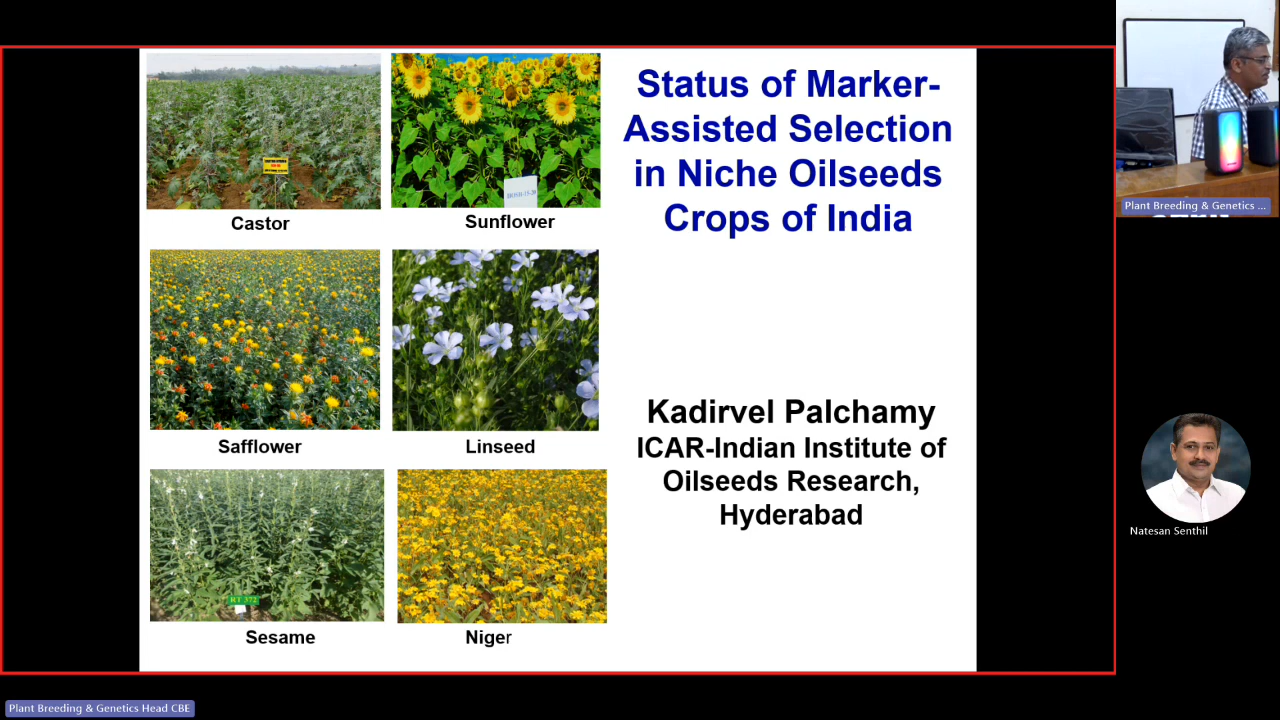 Status of Marker-
Assisted Selection
in Niche Oilseeds
Crops of India
Castor
Sunflower
Safflower
Linseed
Kadirvel Palchamy
ICAR-Indian Institute of
Oilseeds Research,
Hyderabad
Sesame
Niger
Plant Breeding & Genetics ...
Natesan Senthil
Plant Breeding & Genetics Head CBE